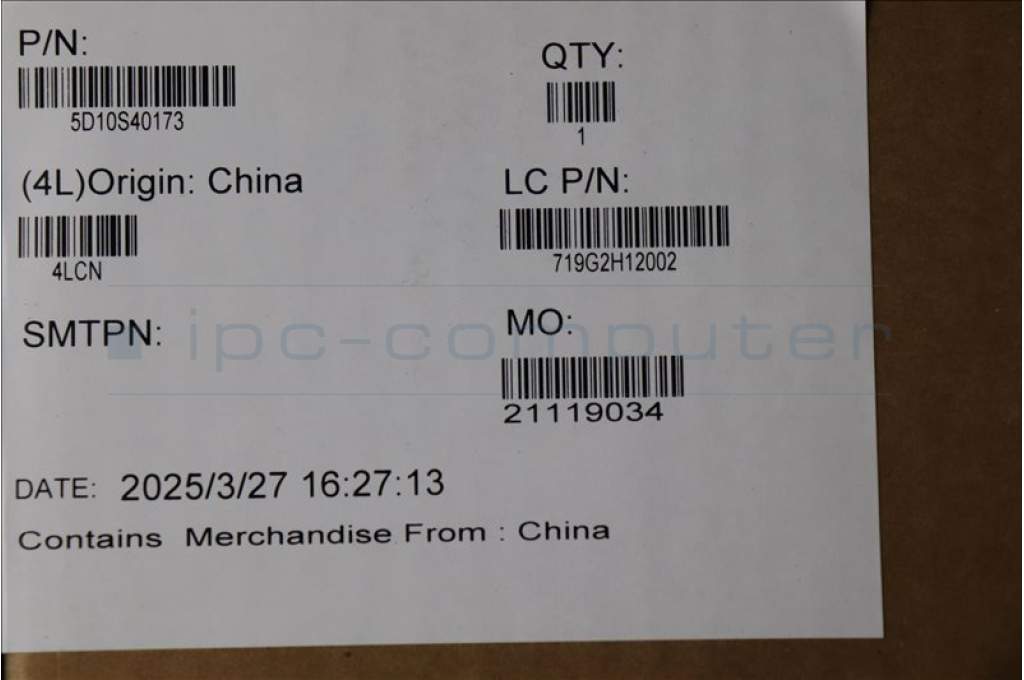 P/N:
QTY:
5D10S40173
1
(4L)Origin: China
LC P/N:
4LCN
719G2H12002
SMTPN:
MO:
ipc-computer
21119034
DATE: 2025/3/27 16:27:13
Contains Merchandise From : China